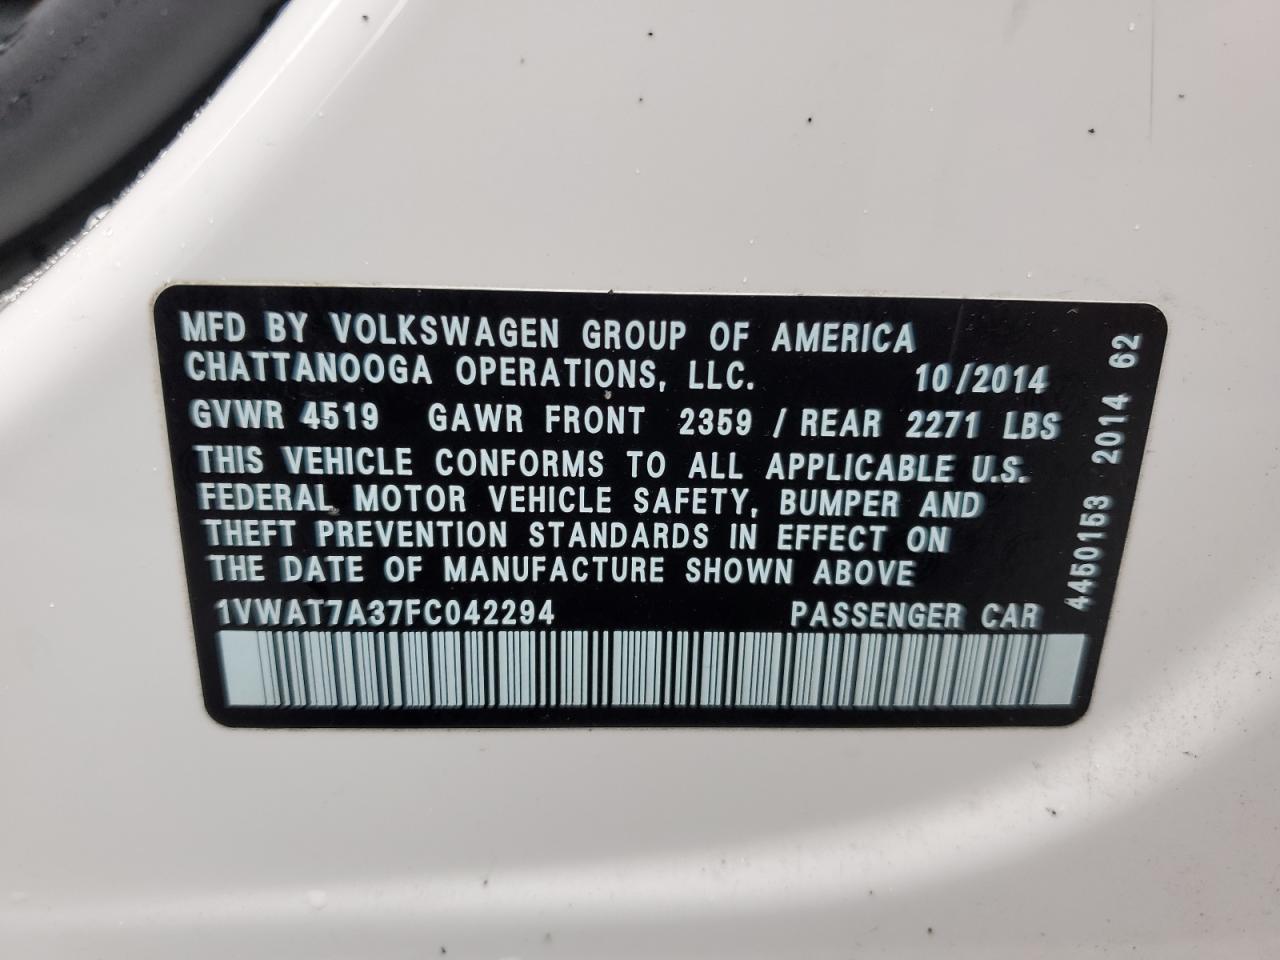 MFD BY VOLKSWAGEN GROUP OF AMERICA
CHATTANOOGA OPERATIONS, LLC. 10/2014
GVWR 4519 GAWR FRONT 2359 / REAR 2271 LBS
THIS VEHICLE CONFORMS TO ALL APPLICABLE U.S.
FEDERAL MOTOR VEHICLE SAFETY, BUMPER AND
THEFT PREVENTION STANDARDS IN EFFECT ON
THE DATE OF MANUFACTURE SHOWN ABOVE
1VWAT7A37FC042294 PASSENGER CAR
4450153 2014 62